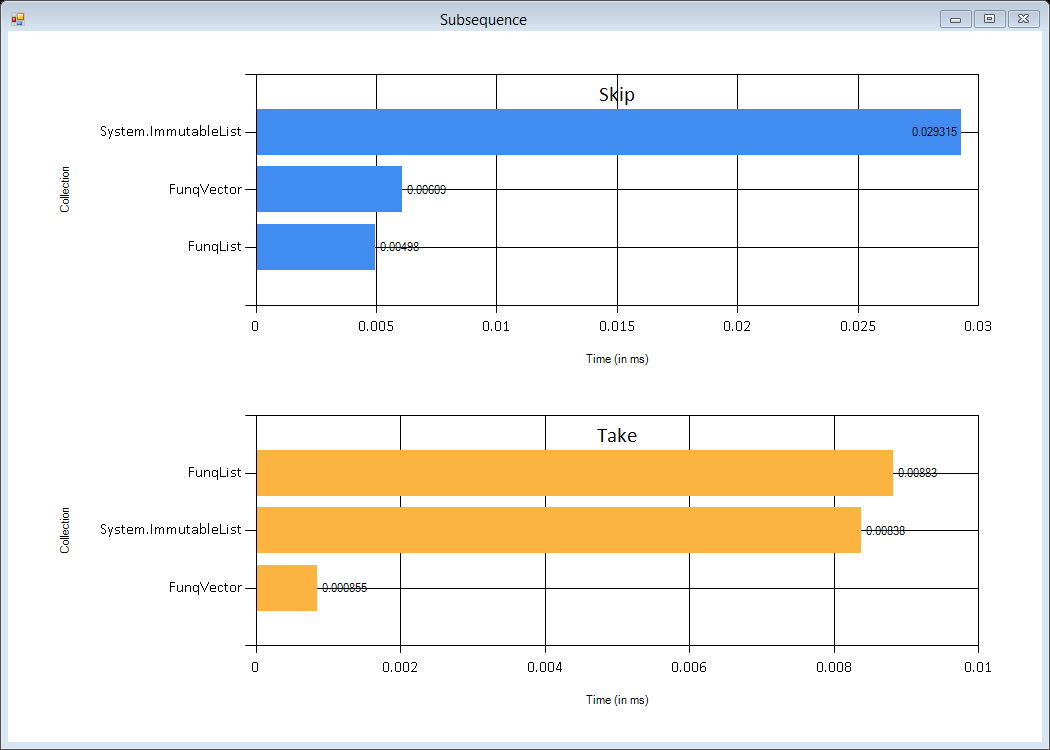 Subsequence
Skip
System.ImmutableList
0.029315
FunqVector
0.00609
Collection
FunqList
0.00498
0 0.005 0.01 0.015 0.02 0.025 0.03
Time (in ms)
Take
FunqList
0.00883
System.ImmutableList
0.00838
Collection
FunqVector
0.000855
0 0.002 0.004 0.006 0.008 0.01
Time (in ms)